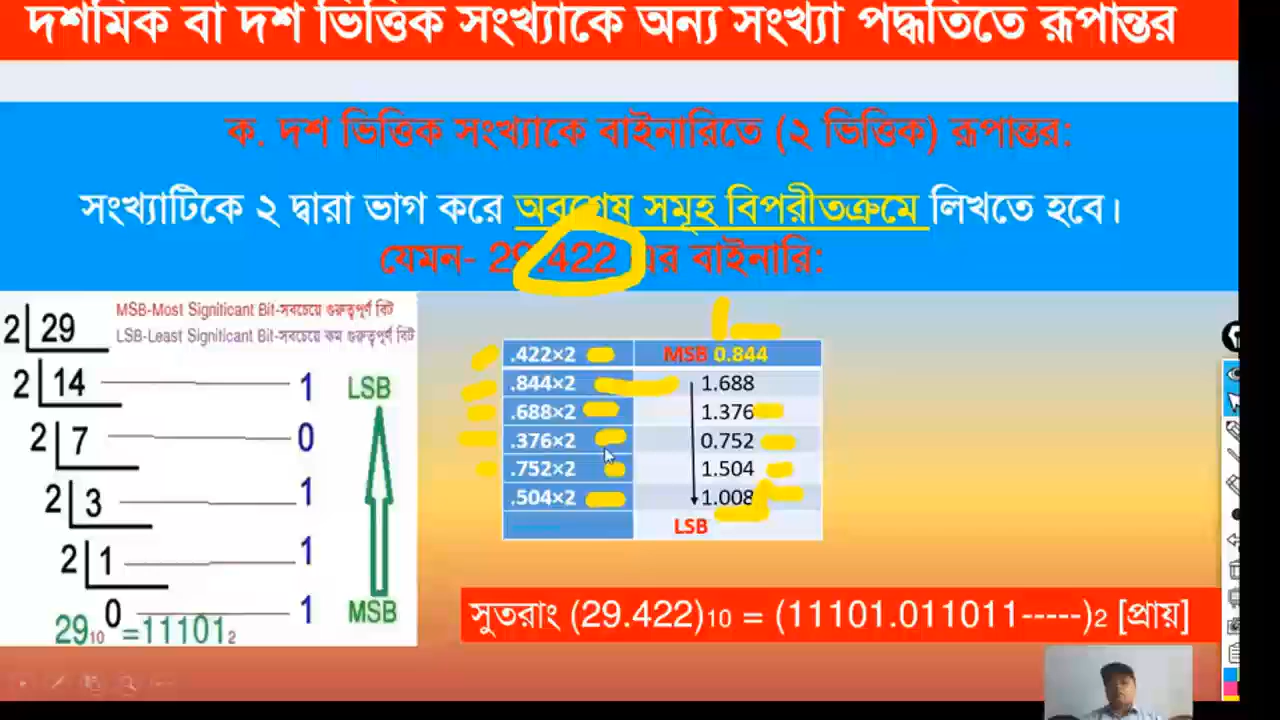 দশমিক বা দশ ভিত্তিক সংখ্যাকে অন্য সংখ্যা পদ্ধতিতে রূপান্তর
ক. দশ ভিত্তিক সংখ্যাকে বাইনারিতে (২ ভিত্তিক) রূপান্তর:
সংখ্যাটিকে ২ দ্বারা ভাগ করে অবশেষ সমূহ বিপরীতক্রমে লিখতে হবে।
যেমন- 29.422 এর বাইনারি:
MSB-Most Significant Bit-সবচেয়ে গুরুত্বপূর্ণ বিট
LSB-Least Significant Bit-সবচেয়ে কম গুরুত্বপূর্ণ বিট
2 29
2 14 1 LSB
2 7 0
2 3 1
2 1 1
0 1 MSB
29₁₀ =11101₂
.422×2 MSB 0.844
.844×2 1.688
.688×2 1.376
.376×2 0.752
.752×2 1.504
.504×2 1.008
LSB
সুতরাং (29.422)₁₀ = (11101.011011-----)₂ [প্রায়]